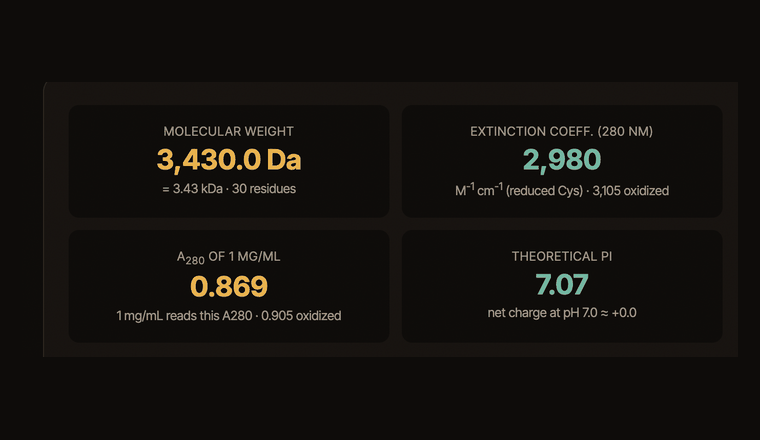 MOLECULAR WEIGHT
3,430.0 Da
= 3.43 kDa · 30 residues
EXTINCTION COEFF. (280 NM)
2,980
M⁻¹ cm⁻¹ (reduced Cys) · 3,105 oxidized
A₂₈₀ OF 1 MG/ML
0.869
1 mg/mL reads this A280 · 0.905 oxidized
THEORETICAL PI
7.07
net charge at pH 7.0 ≈ +0.0